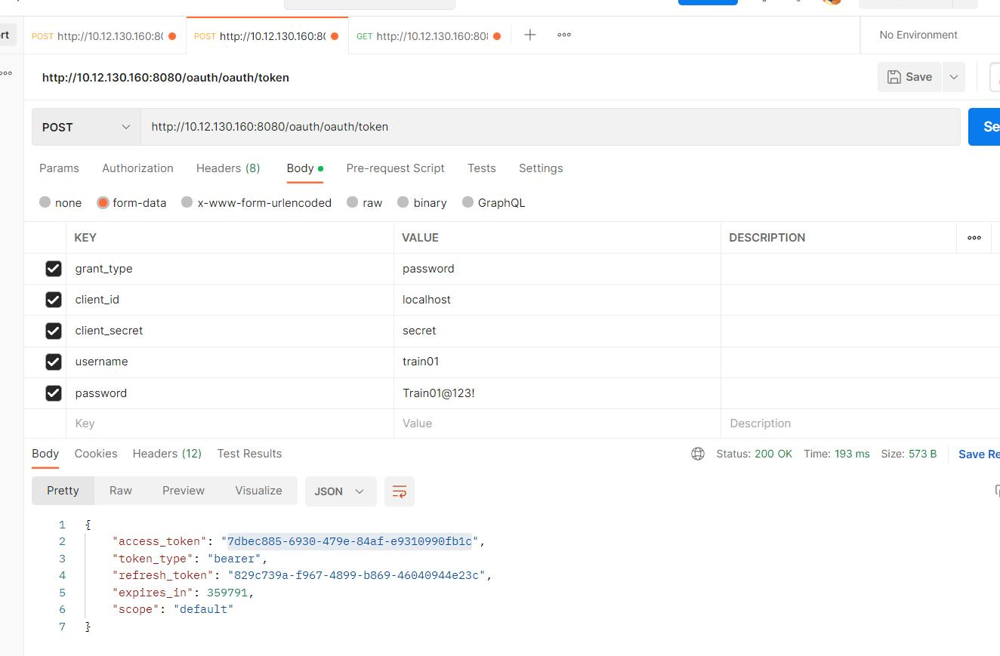 rt POST http://10.12.130.160:8( POST http://10.12.130.160:8( GET http://10.12.130.160:80 No Environment
http://10.12.130.160:8080/oauth/oauth/token Save
POST http://10.12.130.160:8080/oauth/oauth/token Se
Params Authorization Headers (8) Body Pre-request Script Tests Settings
none form-data x-www-form-urlencoded raw binary GraphQL
KEY VALUE DESCRIPTION
grant_type password
client_id localhost
client_secret secret
username train01
password Train01@123!
Key Value Description
Body Cookies Headers (12) Test Results Status: 200 OK Time: 193 ms Size: 573 B Save Re
Pretty Raw Preview Visualize JSON
1 {
2 "access_token": "7dbec885-6930-479e-84af-e9310990fb1c",
3 "token_type": "bearer",
4 "refresh_token": "829c739a-f967-4899-b869-46040944e23c",
5 "expires_in": 359791,
6 "scope": "default"
7 }